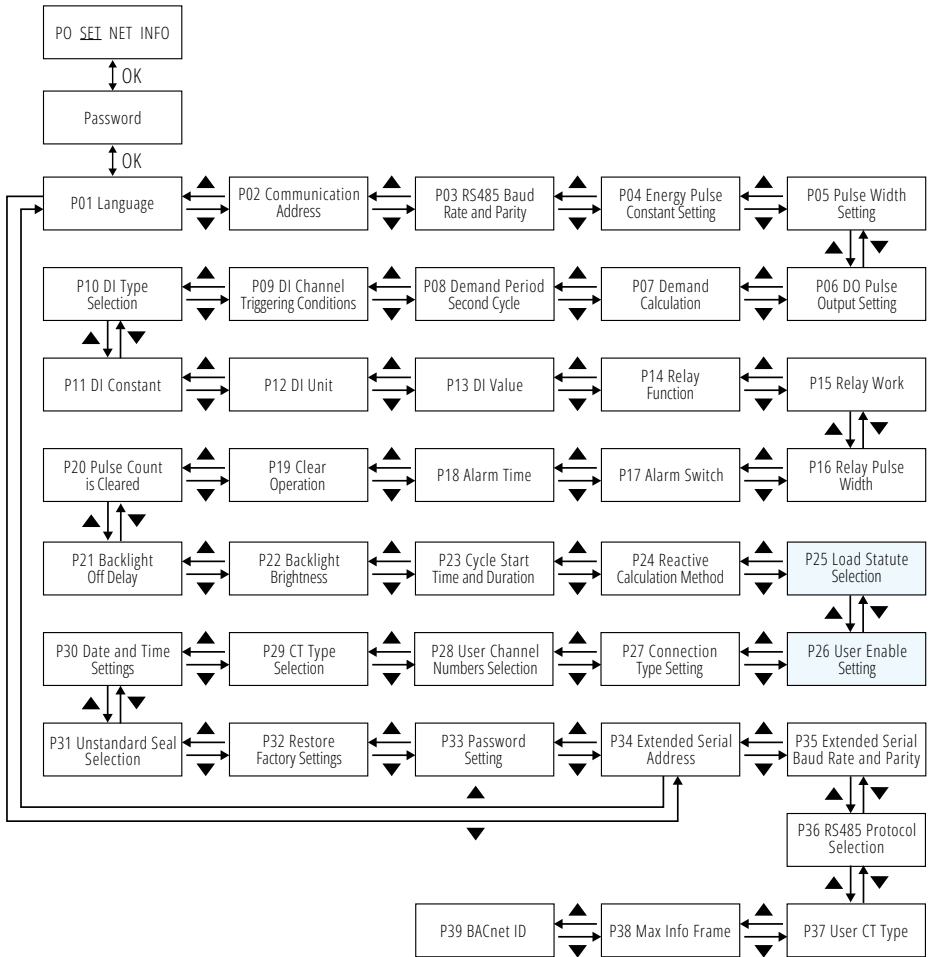 PO SET NET INFO
OK
Password
OK
P01 Language
P02 Communication
Address
P03 RS485 Baud
Rate and Parity
P04 Energy Pulse
Constant Setting
P05 Pulse Width
Setting
P10 DI Type
Selection
P09 DI Channel
Triggering Conditions
P08 Demand Period
Second Cycle
P07 Demand
Calculation
P06 DO Pulse
Output Setting
P11 DI Constant
P12 DI Unit
P13 DI Value
P14 Relay
Function
P15 Relay Work
P20 Pulse Count
is Cleared
P19 Clear
Operation
P18 Alarm Time
P17 Alarm Switch
P16 Relay Pulse
Width
P21 Backlight
Off Delay
P22 Backlight
Brightness
P23 Cycle Start
Time and Duration
P24 Reactive
Calculation Method
P25 Load Statute
Selection
P30 Date and Time
Settings
P29 CT Type
Selection
P28 User Channel
Numbers Selection
P27 Connection
Type Setting
P26 User Enable
Setting
P31 Unstandard Seal
Selection
P32 Restore
Factory Settings
P33 Password
Setting
P34 Extended Serial
Address
P35 Extended Serial
Baud Rate and Parity
P36 RS485 Protocol
Selection
P39 BACnet ID
P38 Max Info Frame
P37 User CT Type